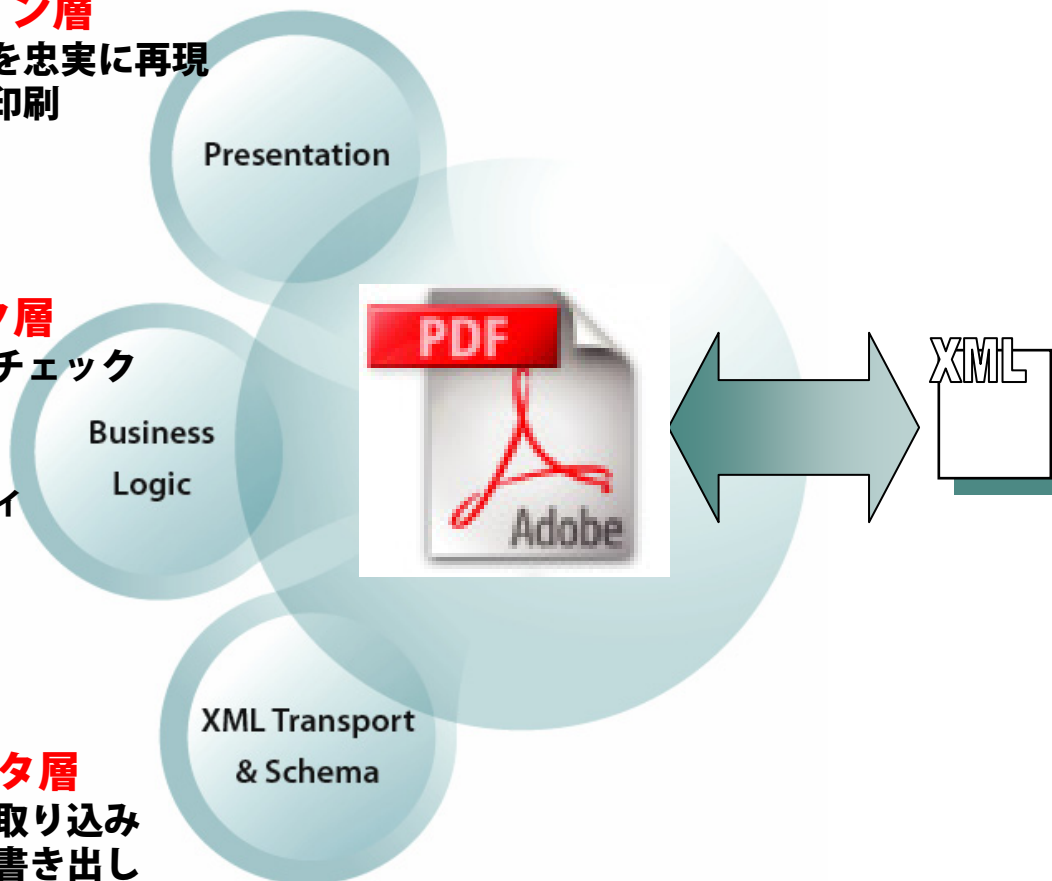 ン層
を忠実に再現
印刷
Presentation
ク層
チェック
Business
Logic
ィ
PDF
Adobe
XML
XML Transport
& Schema
タ層
取り込み
書き出し